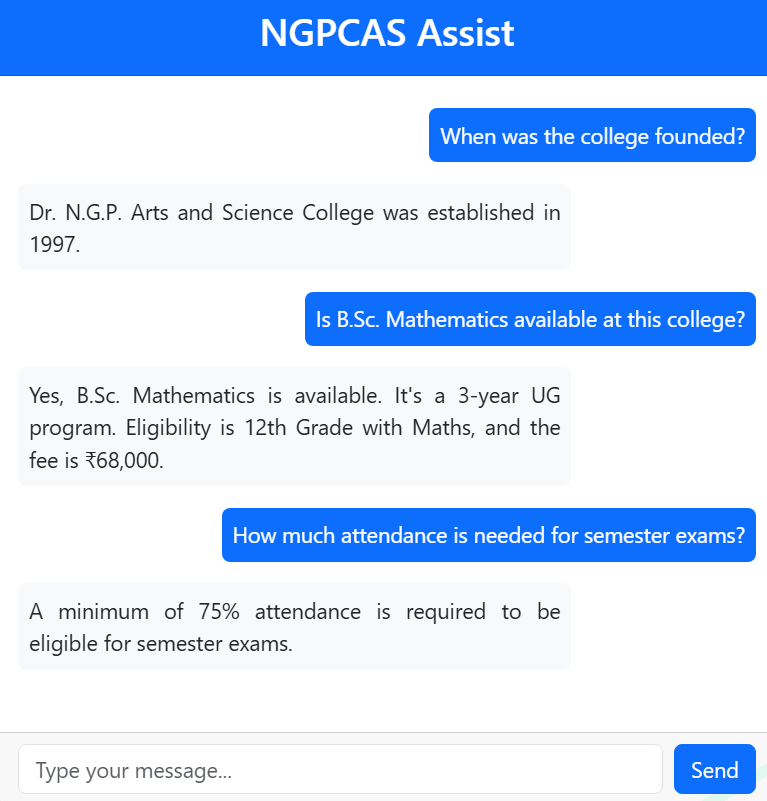 NGPCAS Assist
When was the college founded?
Dr. N.G.P. Arts and Science College was established in
1997.
Is B.Sc. Mathematics available at this college?
Yes, B.Sc. Mathematics is available. It's a 3-year UG
program. Eligibility is 12th Grade with Maths, and the
fee is ₹68,000.
How much attendance is needed for semester exams?
A minimum of 75% attendance is required to be
eligible for semester exams.
Type your message...
Send